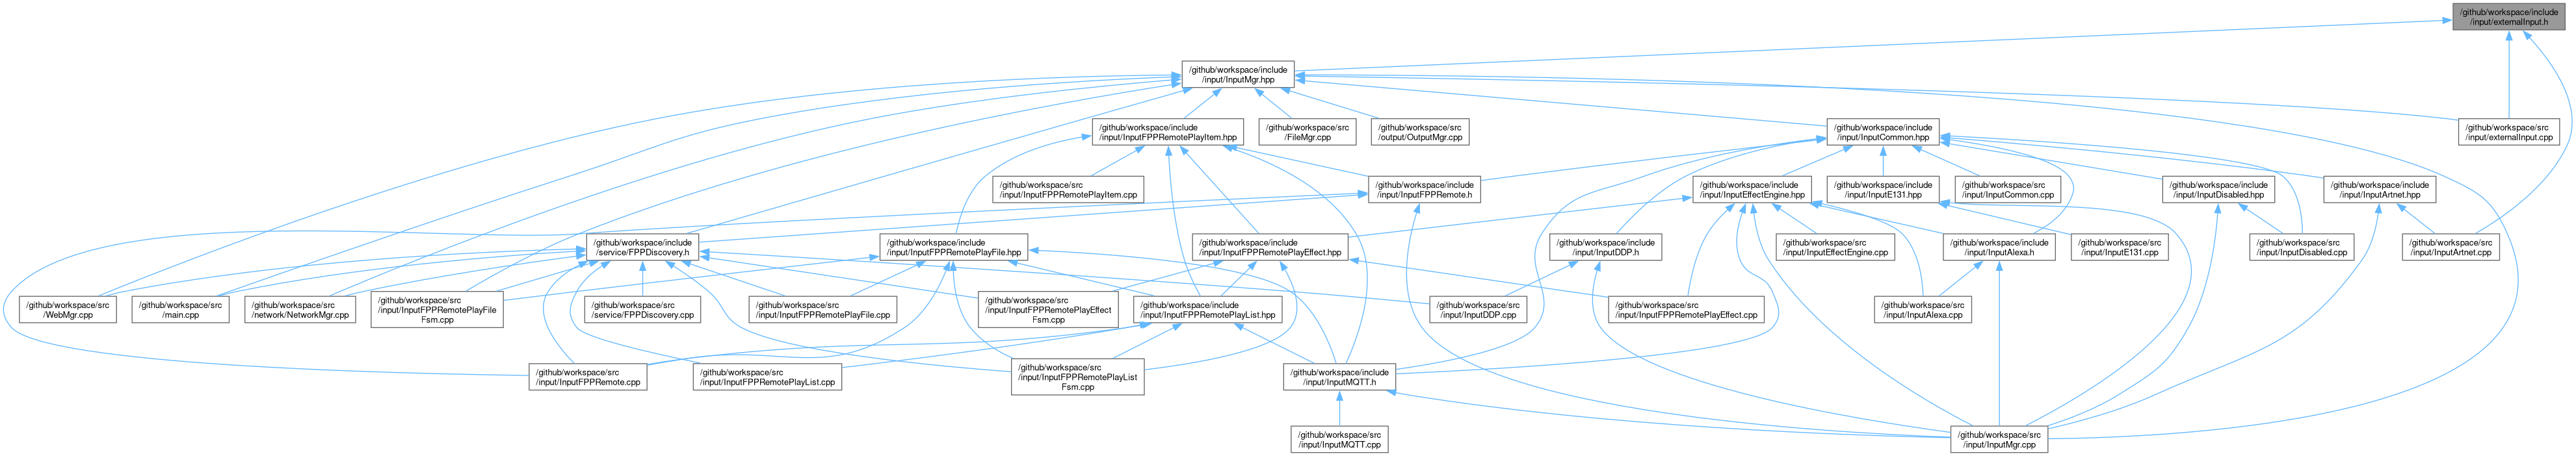 /github/workspace/include
/input/externalInput.h
/github/workspace/include
/input/InputMgr.hpp
/github/workspace/include
/input/InputFPPRemotePlayItem.hpp
/github/workspace/src
/FileMgr.cpp
/github/workspace/src
/output/OutputMgr.cpp
/github/workspace/include
/input/InputCommon.hpp
/github/workspace/src
/input/externalInput.cpp
/github/workspace/src
/input/InputFPPRemotePlayItem.cpp
/github/workspace/include
/input/InputFPPRemote.h
/github/workspace/include
/input/InputEffectEngine.hpp
/github/workspace/include
/input/InputE131.hpp
/github/workspace/src
/input/InputCommon.cpp
/github/workspace/include
/input/InputDisabled.hpp
/github/workspace/include
/input/InputArtnet.hpp
/github/workspace/include
/service/FPPDiscovery.h
/github/workspace/include
/input/InputFPPRemotePlayFile.hpp
/github/workspace/include
/input/InputFPPRemotePlayEffect.hpp
/github/workspace/include
/input/InputDDP.h
/github/workspace/src
/input/InputEffectEngine.cpp
/github/workspace/include
/input/InputAlexa.h
/github/workspace/src
/input/InputE131.cpp
/github/workspace/src
/input/InputDisabled.cpp
/github/workspace/src
/input/InputArtnet.cpp
/github/workspace/src
/WebMgr.cpp
/github/workspace/src
/main.cpp
/github/workspace/src
/network/NetworkMgr.cpp
/github/workspace/src
/input/InputFPPRemotePlayFile
Fsm.cpp
/github/workspace/src
/service/FPPDiscovery.cpp
/github/workspace/src
/input/InputFPPRemotePlayFile.cpp
/github/workspace/src
/input/InputFPPRemotePlayEffect
Fsm.cpp
/github/workspace/include
/input/InputFPPRemotePlayList.hpp
/github/workspace/src
/input/InputDDP.cpp
/github/workspace/src
/input/InputFPPRemotePlayEffect.cpp
/github/workspace/src
/input/InputAlexa.cpp
/github/workspace/src
/input/InputFPPRemote.cpp
/github/workspace/src
/input/InputFPPRemotePlayList.cpp
/github/workspace/src
/input/InputFPPRemotePlayList
Fsm.cpp
/github/workspace/include
/input/InputMQTT.h
/github/workspace/src
/input/InputMQTT.cpp
/github/workspace/src
/input/InputMgr.cpp